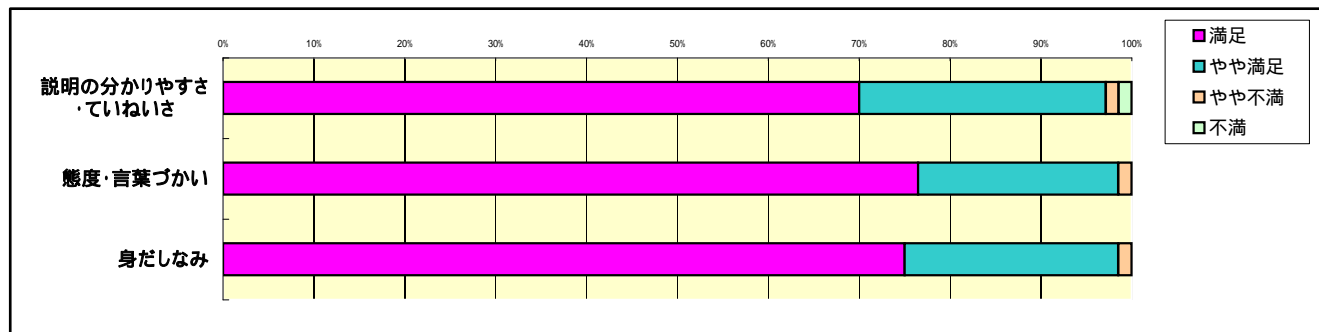 0% 10% 20% 30% 40% 50% 60% 70% 80% 90% 100%
説明の分かりやすさ
・ていねいさ
態度・言葉づかい
身だしなみ
満足
やや満足
やや不満
不満